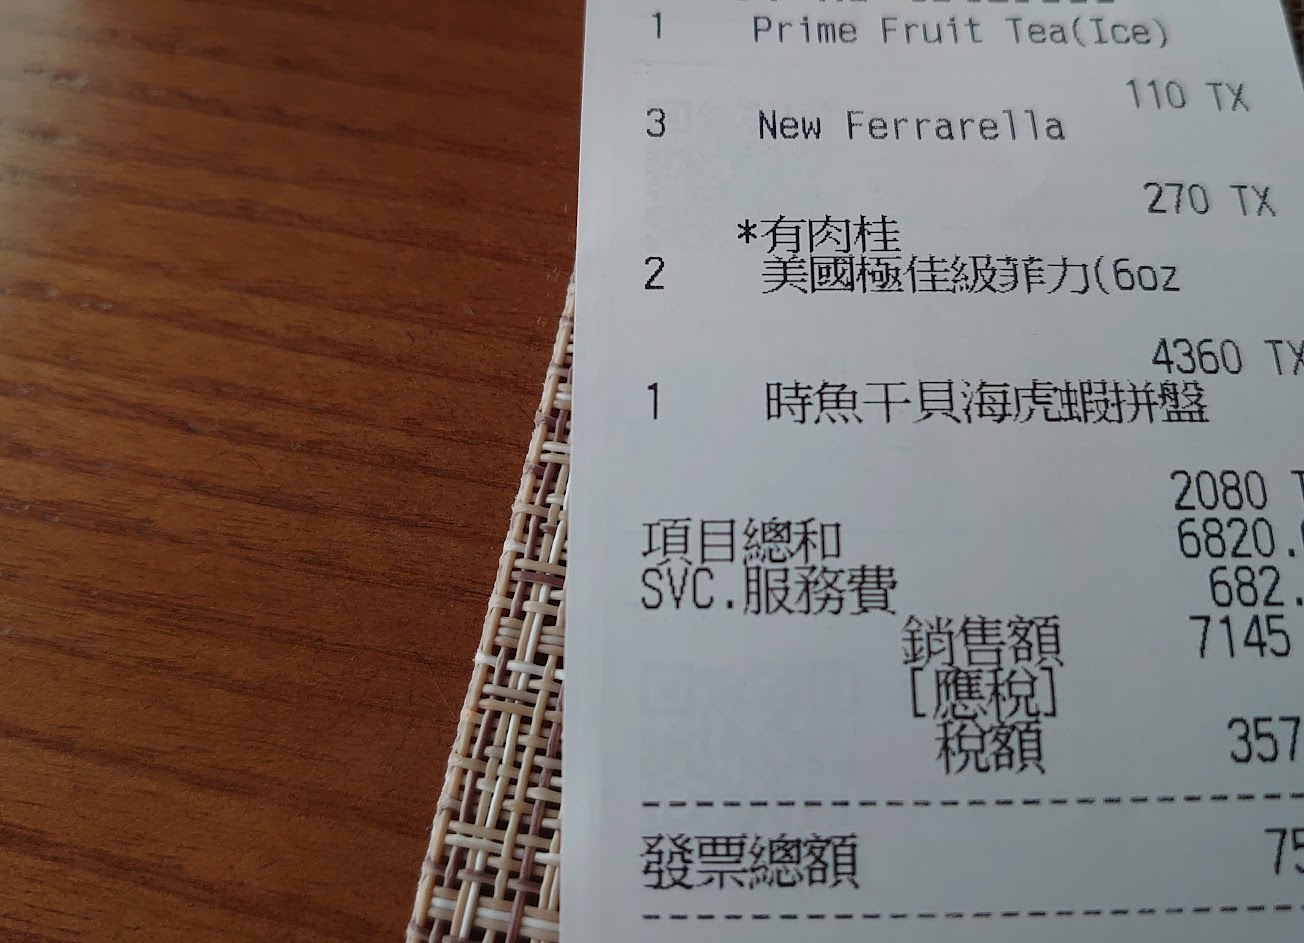 1 Prime Fruit Tea(Ice)
110 TX
3 New Ferrarella
270 TX
*有肉桂
2 美國極佳級菲力(6oz
4360 TX
1 時魚干貝海虎蝦拼盤
2080 T
項目總和 6820.
SVC.服務費 682.
銷售額 7145
[應稅]
稅額 357
--------------------------------
發票總額 75
--------------------------------